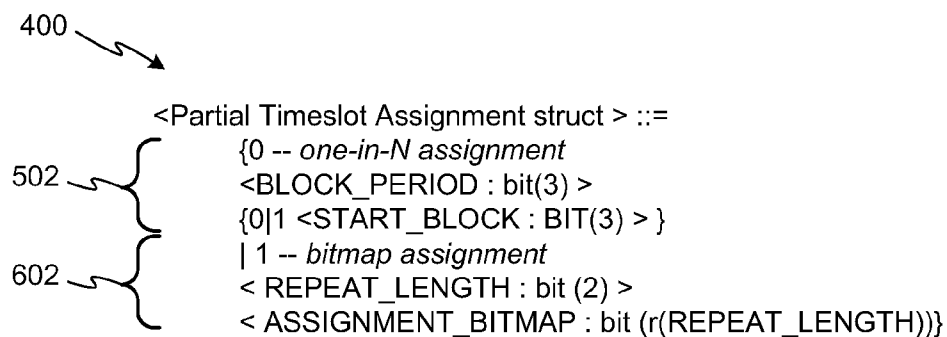 400
<Partial Timeslot Assignment struct > ::=
{0 -- one-in-N assignment
502
<BLOCK_PERIOD : bit(3) >
{0|1 <START_BLOCK : BIT(3) > }
| 1 -- bitmap assignment
602
< REPEAT_LENGTH : bit (2) >
< ASSIGNMENT_BITMAP : bit (r(REPEAT_LENGTH))}